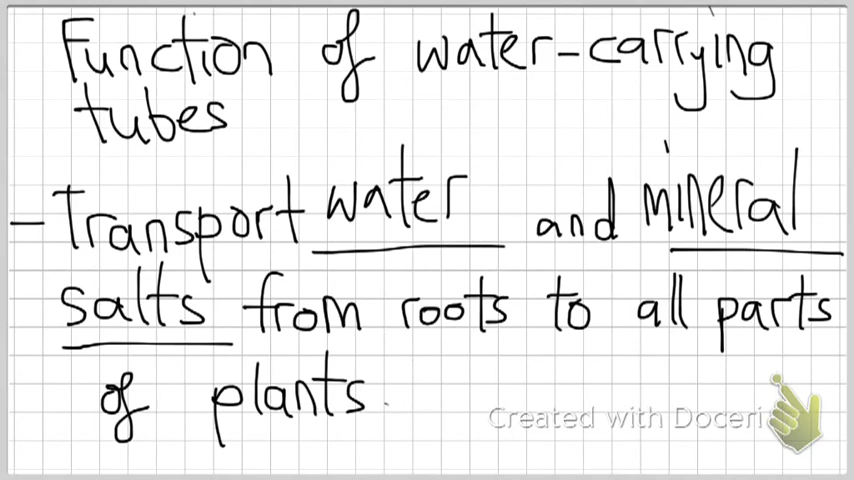 Function of water-carrying
tubes
- Transport water and mineral
salts from roots to all parts
of plants.
Created with Doceri